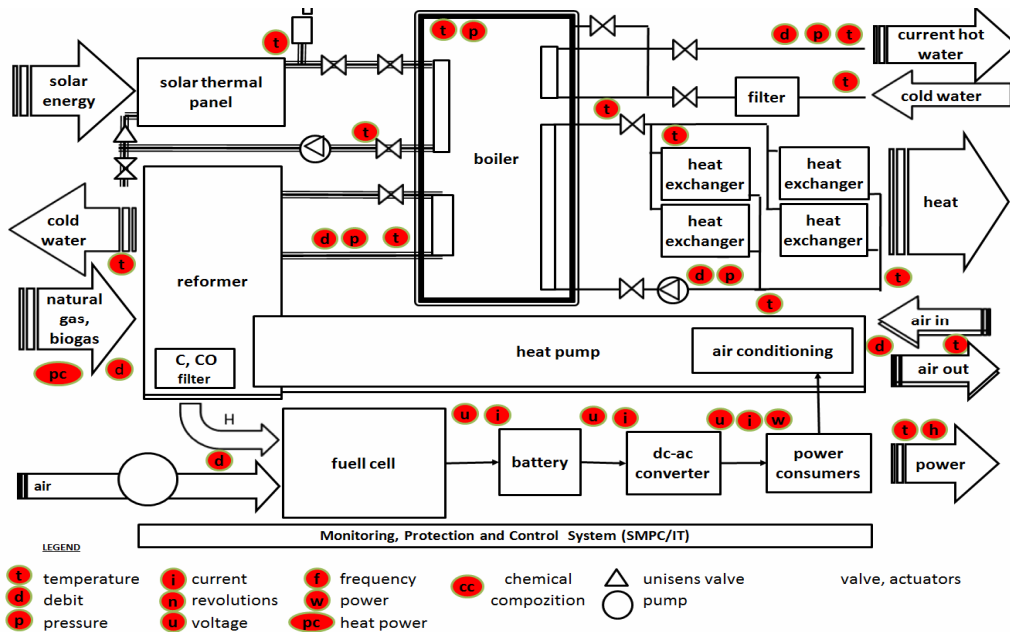 t
t
p
d
p
t
current hot
water
solar
energy
solar thermal
panel
t
filter
cold water
t
t
t
boiler
heat
exchanger
heat
exchanger
heat
exchanger
heat
exchanger
heat
cold
water
d
p
t
t
reformer
d
p
t
t
natural
gas,
biogas
pc
d
C, CO
filter
heat pump
air conditioning
air in
d
t
air out
H
d
u
i
u
i
u
i
w
t
h
fuell cell
battery
dc-ac
converter
power
consumers
power
air
Monitoring, Protection and Control System (SMPC/IT)
LEGEND
t temperature
d debit
p pressure
i current
n revolutions
u voltage
f frequency
w power
pc heat power
cc chemical
compozition
unisens valve
pump
valve, actuators